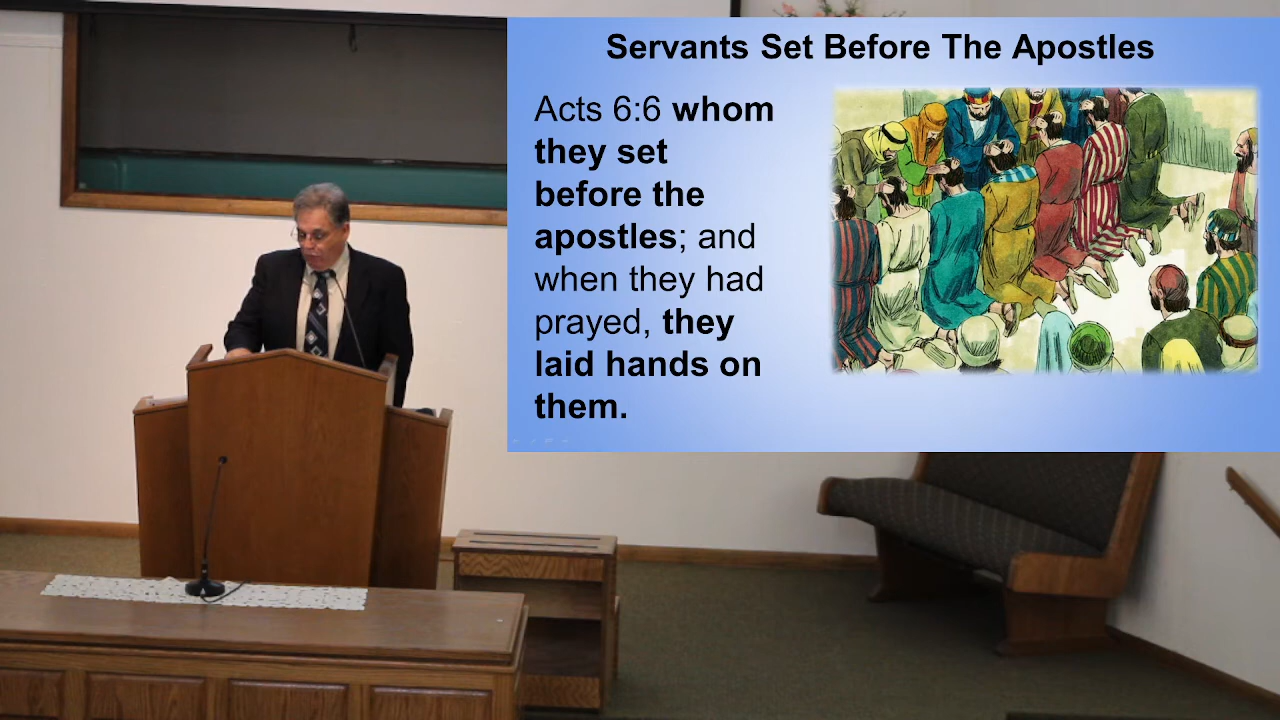 Servants Set Before The Apostles
Acts 6:6 whom
they set
before the
apostles; and
when they had
prayed, they
laid hands on
them.